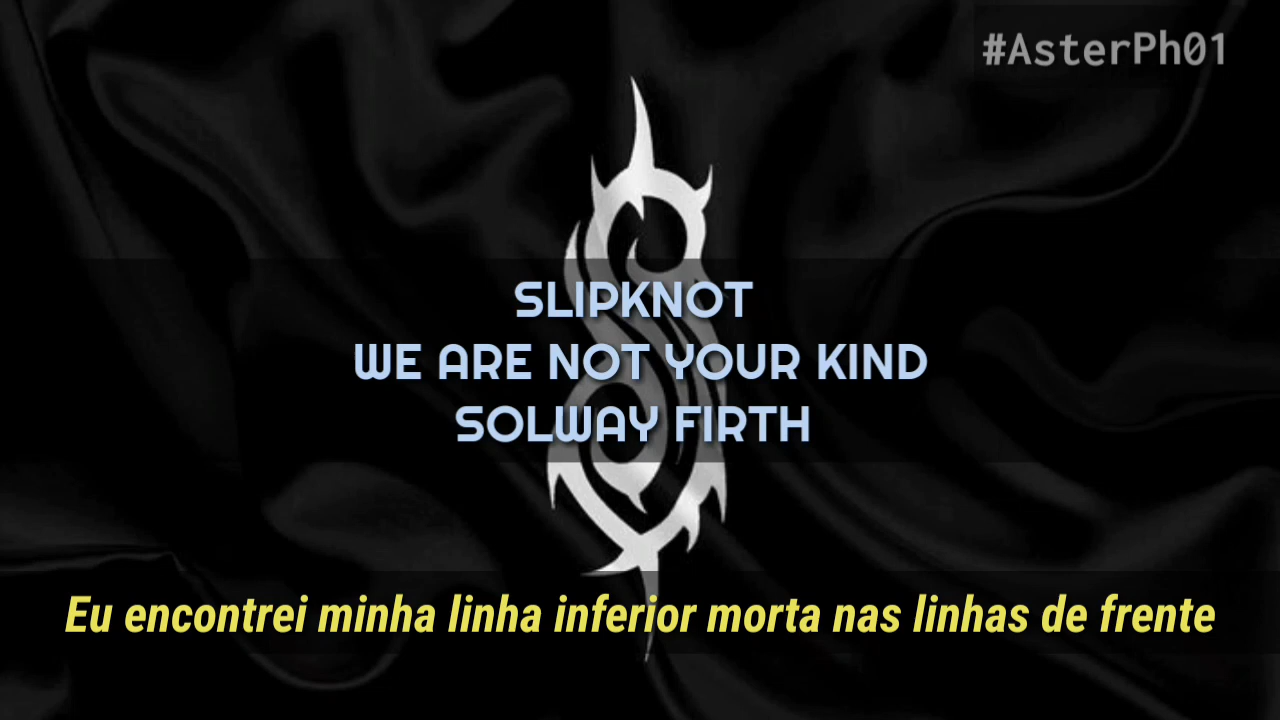 #AsterPh01
SLIPKNOT
WE ARE NOT YOUR KIND
SOLWAY FIRTH
Eu encontrei minha linha inferior morta nas linhas de frente